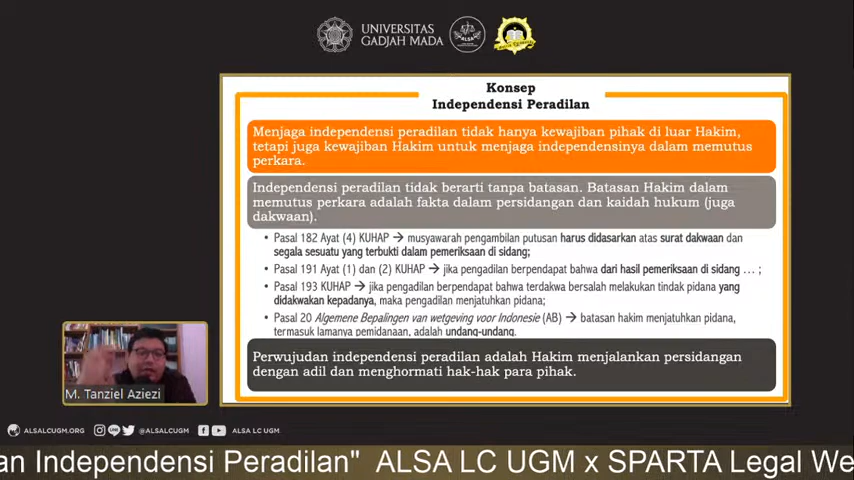 UNIVERSITAS
GADJAH MADA
ALSA
Konsep
Independensi Peradilan
Menjaga independensi peradilan tidak hanya kewajiban pihak di luar Hakim,
tetapi juga kewajiban Hakim untuk menjaga independensinya dalam memutus
perkara.
Independensi peradilan tidak berarti tanpa batasan. Batasan Hakim dalam
memutus perkara adalah fakta dalam persidangan dan kaidah hukum (juga
dakwaan).
• Pasal 182 Ayat (4) KUHAP → musyawarah pengambilan putusan harus didasarkan atas surat dakwaan dan
segala sesuatu yang terbukti dalam pemeriksaan di sidang;
• Pasal 191 Ayat (1) dan (2) KUHAP → jika pengadilan berpendapat bahwa dari hasil pemeriksaan di sidang … ;
• Pasal 193 KUHAP → jika pengadilan berpendapat bahwa terdakwa bersalah melakukan tindak pidana yang
didakwakan kepadanya, maka pengadilan menjatuhkan pidana;
• Pasal 20 Algemene Bepalingen van wetgeving voor Indonesie (AB) → batasan hakim menjatuhkan pidana,
termasuk lamanya pemidanaan, adalah undang-undang.
Perwujudan independensi peradilan adalah Hakim menjalankan persidangan
dengan adil dan menghormati hak-hak para pihak.
M. Tanziel Aziezi
ALSALCUGM.ORG
@ALSALCUGM
ALSA LC UGM
an Independensi Peradilan" ALSA LC UGM x SPARTA Legal We